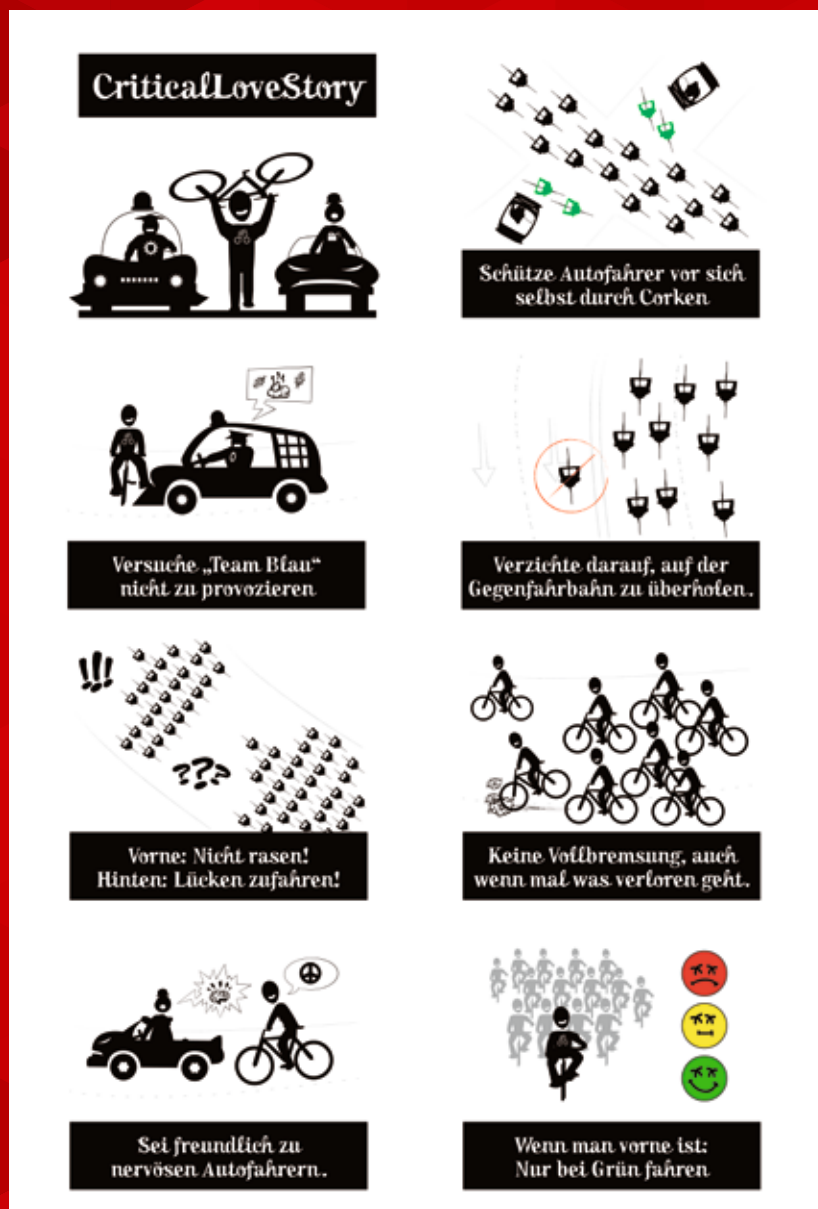 CriticalLoveStory
Schütze Autofahrer vor sich
selbst durch Corken
Versuche „Team Blau“
nicht zu provozieren
Verzichte darauf, auf der
Gegenfahrbahn zu überholen.
!!!
???
Vorne: Nicht rasen!
Hinten: Lücken zufahren!
Keine Vollbremsung, auch
wenn mal was verloren geht.
Sei freundlich zu
nervösen Autofahrern.
Wenn man vorne ist:
Nur bei Grün fahren